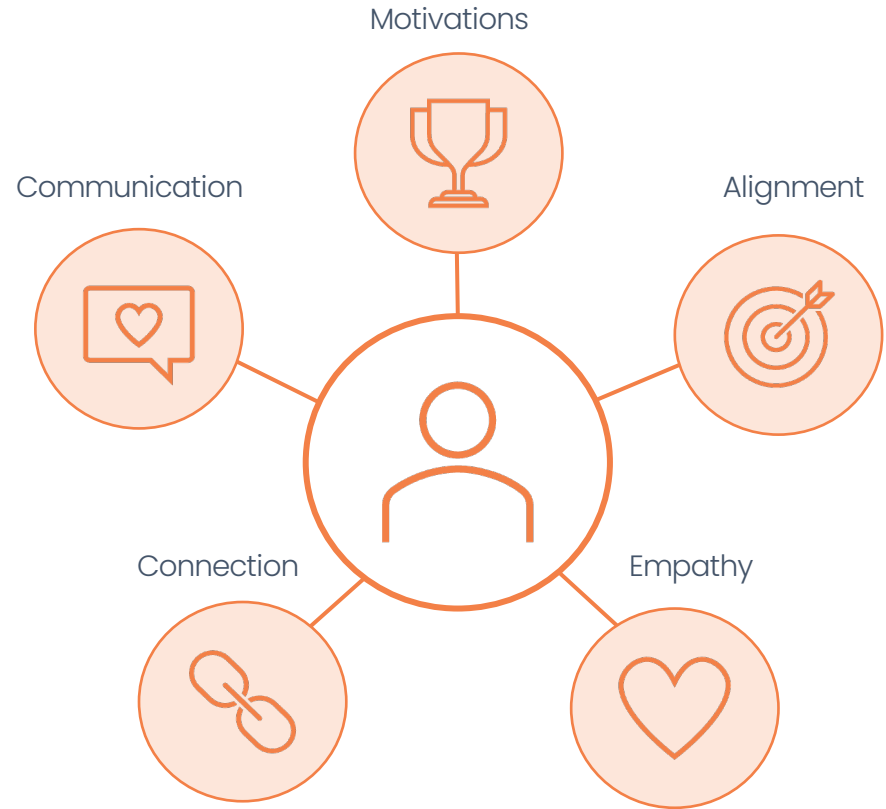 Motivations
Communication
Alignment
Connection
Empathy